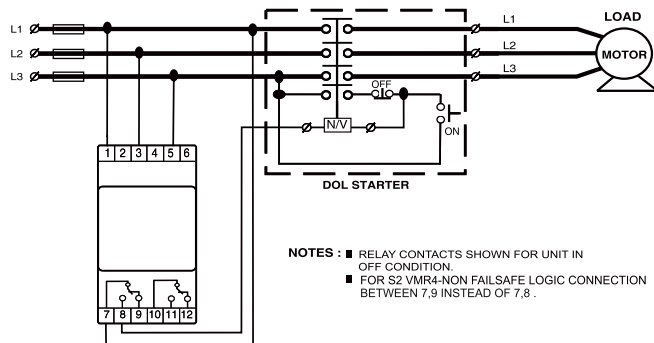 L1
L2
L3
L1
L2
L3
LOAD
MOTOR
OFF
ON
N/V
DOL STARTER
1 2 3 4 5 6
7 8 9 10 11 12
NOTES : ■ RELAY CONTACTS SHOWN FOR UNIT IN
OFF CONDITION.
■ FOR S2 VMR4-NON FAILSAFE LOGIC CONNECTION
BETWEEN 7,9 INSTEAD OF 7,8 .